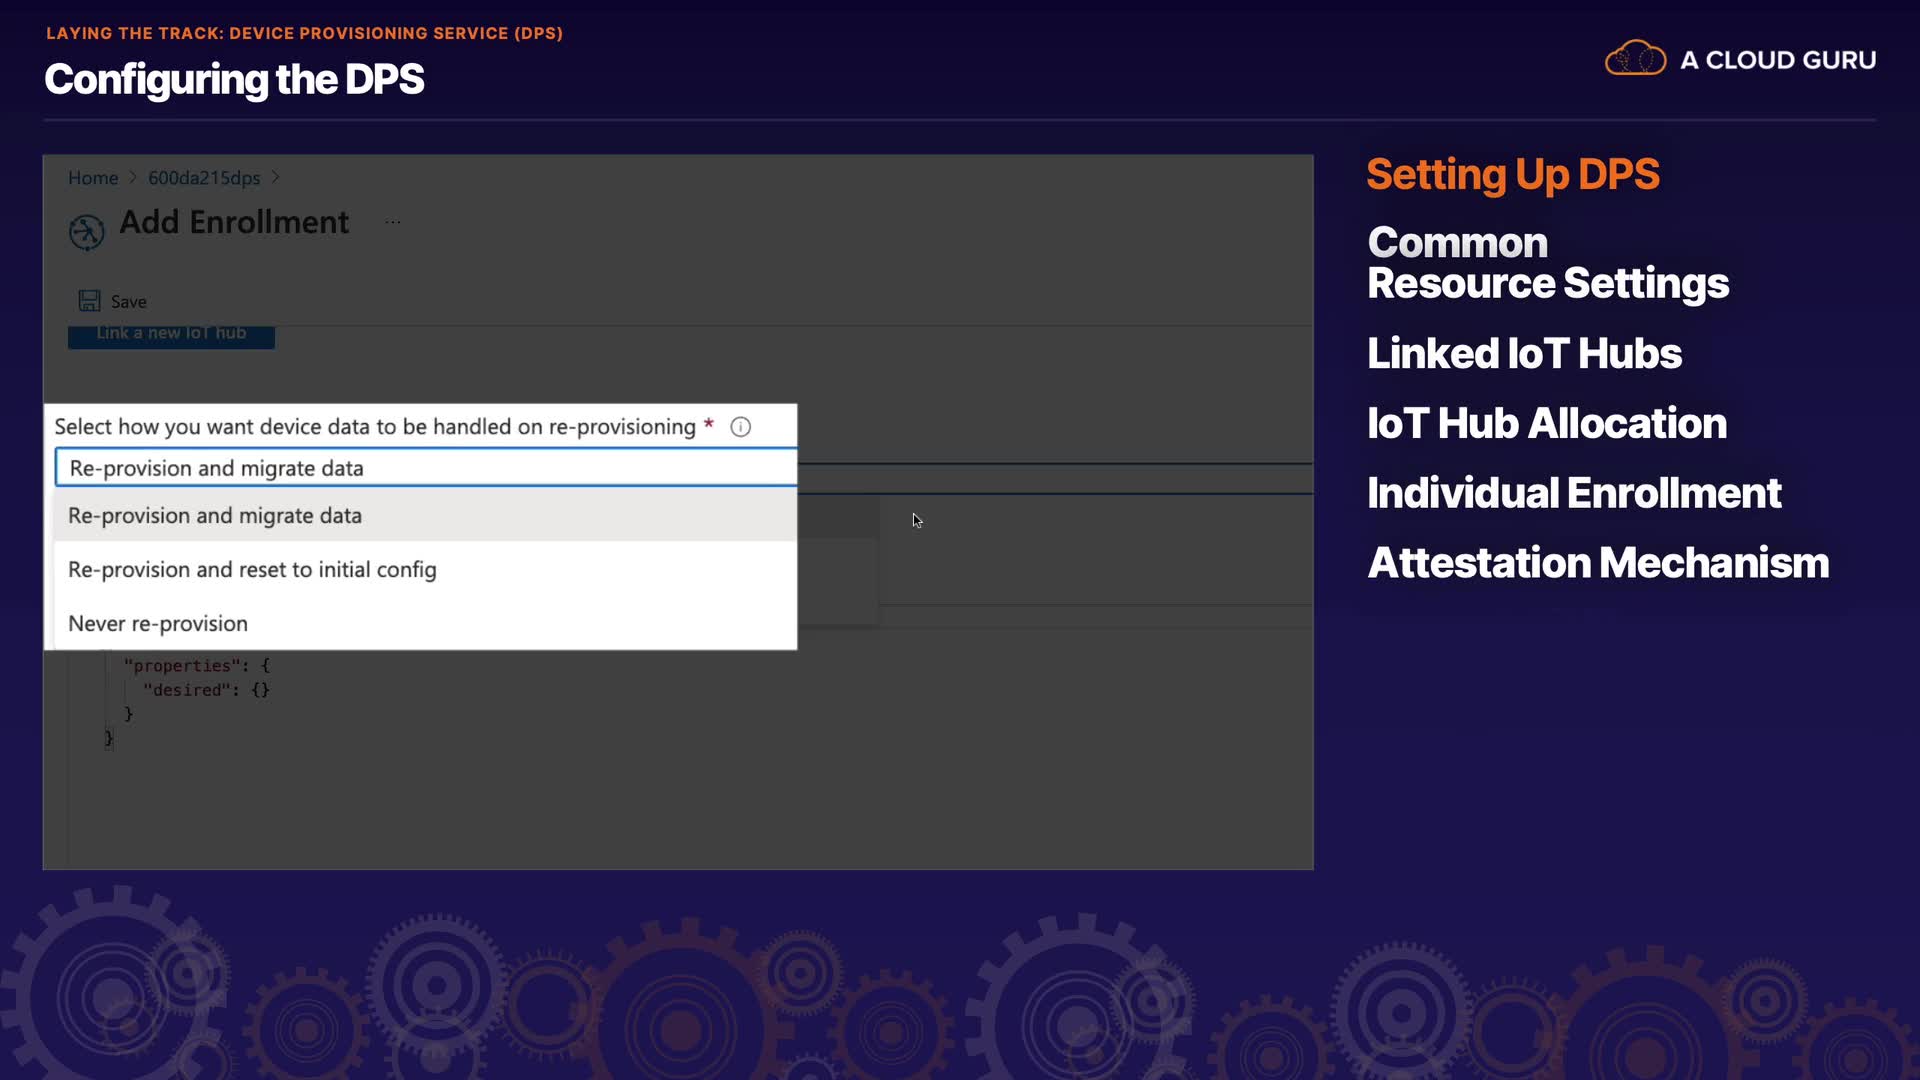 LAYING THE TRACK: DEVICE PROVISIONING SERVICE (DPS)
Configuring the DPS
A CLOUD GURU
Home > 600da215dps >
Add Enrollment ...
Save
Link a new IoT hub
Select how you want device data to be handled on re-provisioning *
Re-provision and migrate data
Re-provision and migrate data
Re-provision and reset to initial config
Never re-provision
"properties": {
"desired": {}
}
}
Setting Up DPS
Common
Resource Settings
Linked IoT Hubs
IoT Hub Allocation
Individual Enrollment
Attestation Mechanism